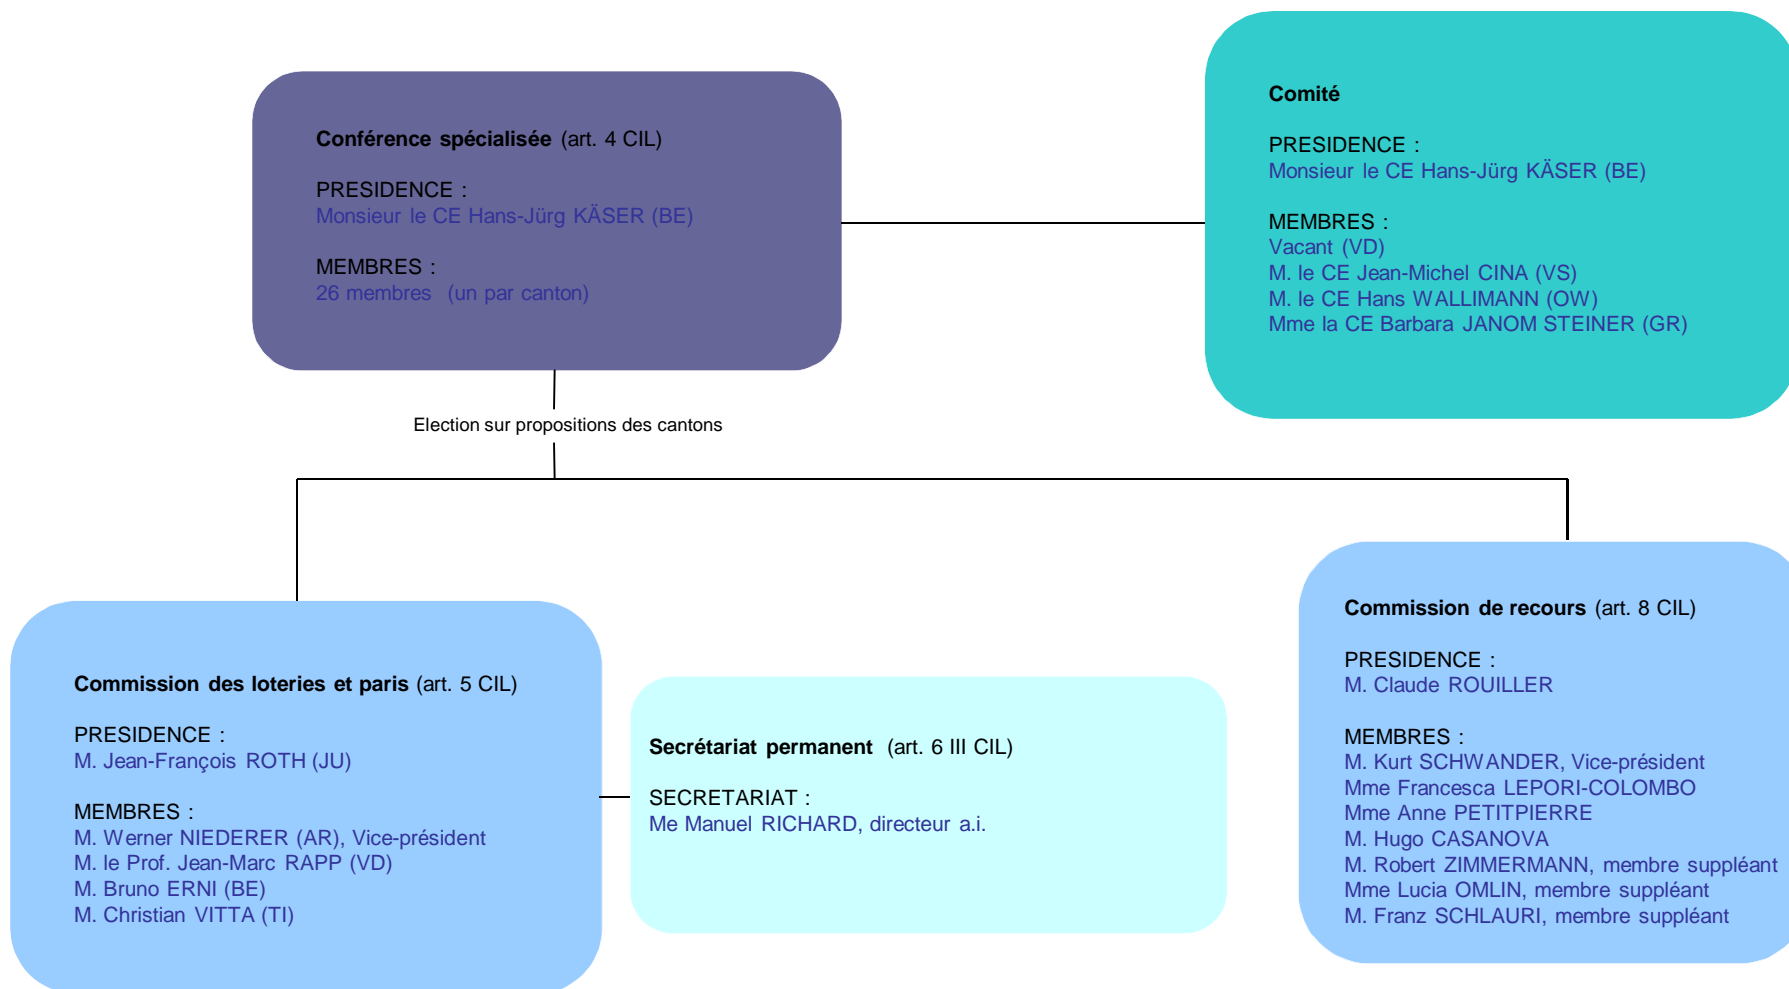 Conférence spécialisée (art. 4 CIL)
PRESIDENCE :
Monsieur le CE Hans-Jürg KÄSER (BE)
MEMBRES :
26 membres (un par canton)
Comité
PRESIDENCE :
Monsieur le CE Hans-Jürg KÄSER (BE)
MEMBRES :
Vacant (VD)
M. le CE Jean-Michel CINA (VS)
M. le CE Hans WALLIMANN (OW)
Mme la CE Barbara JANOM STEINER (GR)
Election sur propositions des cantons
Commission des loteries et paris (art. 5 CIL)
PRESIDENCE :
M. Jean-François ROTH (JU)
MEMBRES :
M. Werner NIEDERER (AR), Vice-président
M. le Prof. Jean-Marc RAPP (VD)
M. Bruno ERNI (BE)
M. Christian VITTA (TI)
Secrétariat permanent (art. 6 III CIL)
SECRETARIAT :
Me Manuel RICHARD, directeur a.i.
Commission de recours (art. 8 CIL)
PRESIDENCE :
M. Claude ROUILLER
MEMBRES :
M. Kurt SCHWANDER, Vice-président
Mme Francesca LEPORI-COLOMBO
Mme Anne PETITPIERRE
M. Hugo CASANOVA
M. Robert ZIMMERMANN, membre suppléant
Mme Lucia OMLIN, membre suppléant
M. Franz SCHLAURI, membre suppléant